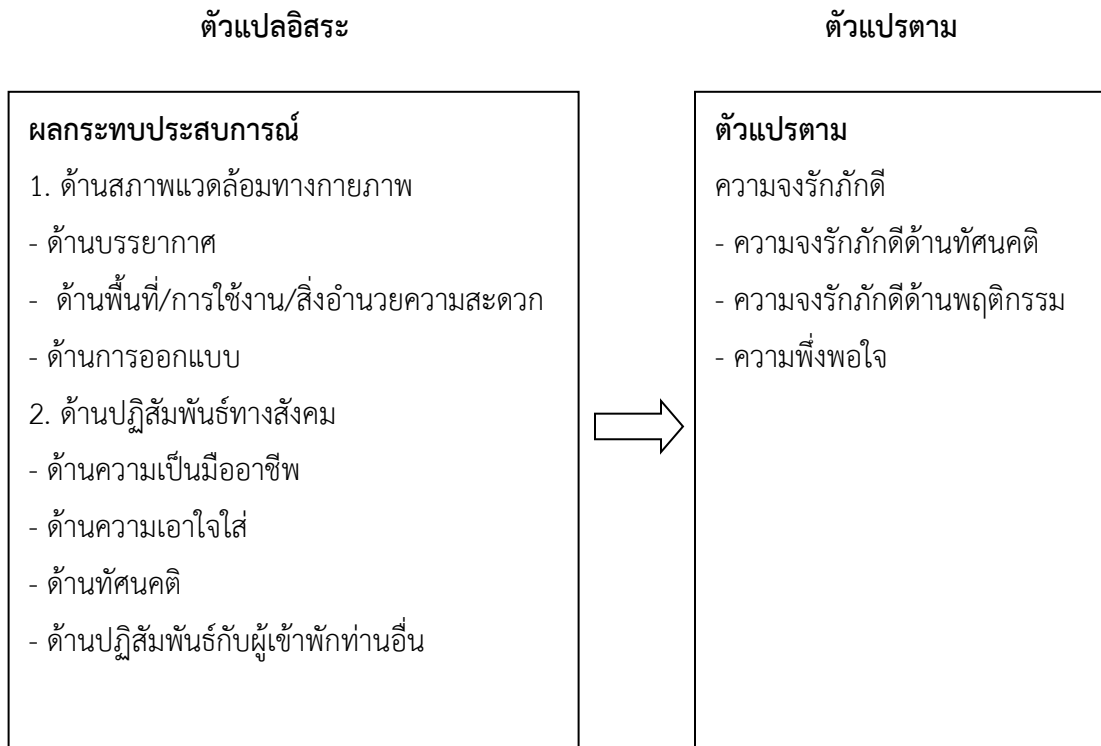 ตัวแปลอิสระ
ตัวแปรตาม
ผลกระทบประสบการณ์
1. ด้านสภาพแวดล้อมทางกายภาพ
- ด้านบรรยากาศ
- ด้านพื้นที่/การใช้งาน/สิ่งอำนวยความสะดวก
- ด้านการออกแบบ
2. ด้านปฏิสัมพันธ์ทางสังคม
- ด้านความเป็นมืออาชีพ
- ด้านความเอาใจใส่
- ด้านทัศนคติ
- ด้านปฏิสัมพันธ์กับผู้เข้าพักท่านอื่น
ตัวแปรตาม
ความจงรักภักดี
- ความจงรักภักดีด้านทัศนคติ
- ความจงรักภักดีด้านพฤติกรรม
- ความพึ่งพอใจ